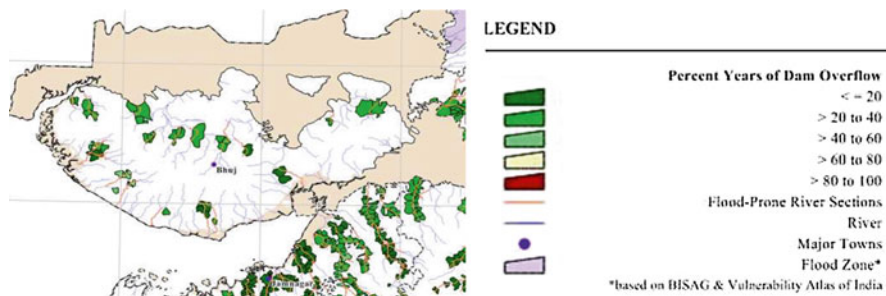 Bhuj
Jamnagar
LEGEND
Percent Years of Dam Overflow
< = 20
> 20 to 40
> 40 to 60
> 60 to 80
> 80 to 100
Flood-Prone River Sections
River
Major Towns
Flood Zone*
*based on BISAG & Vulnerability Atlas of India